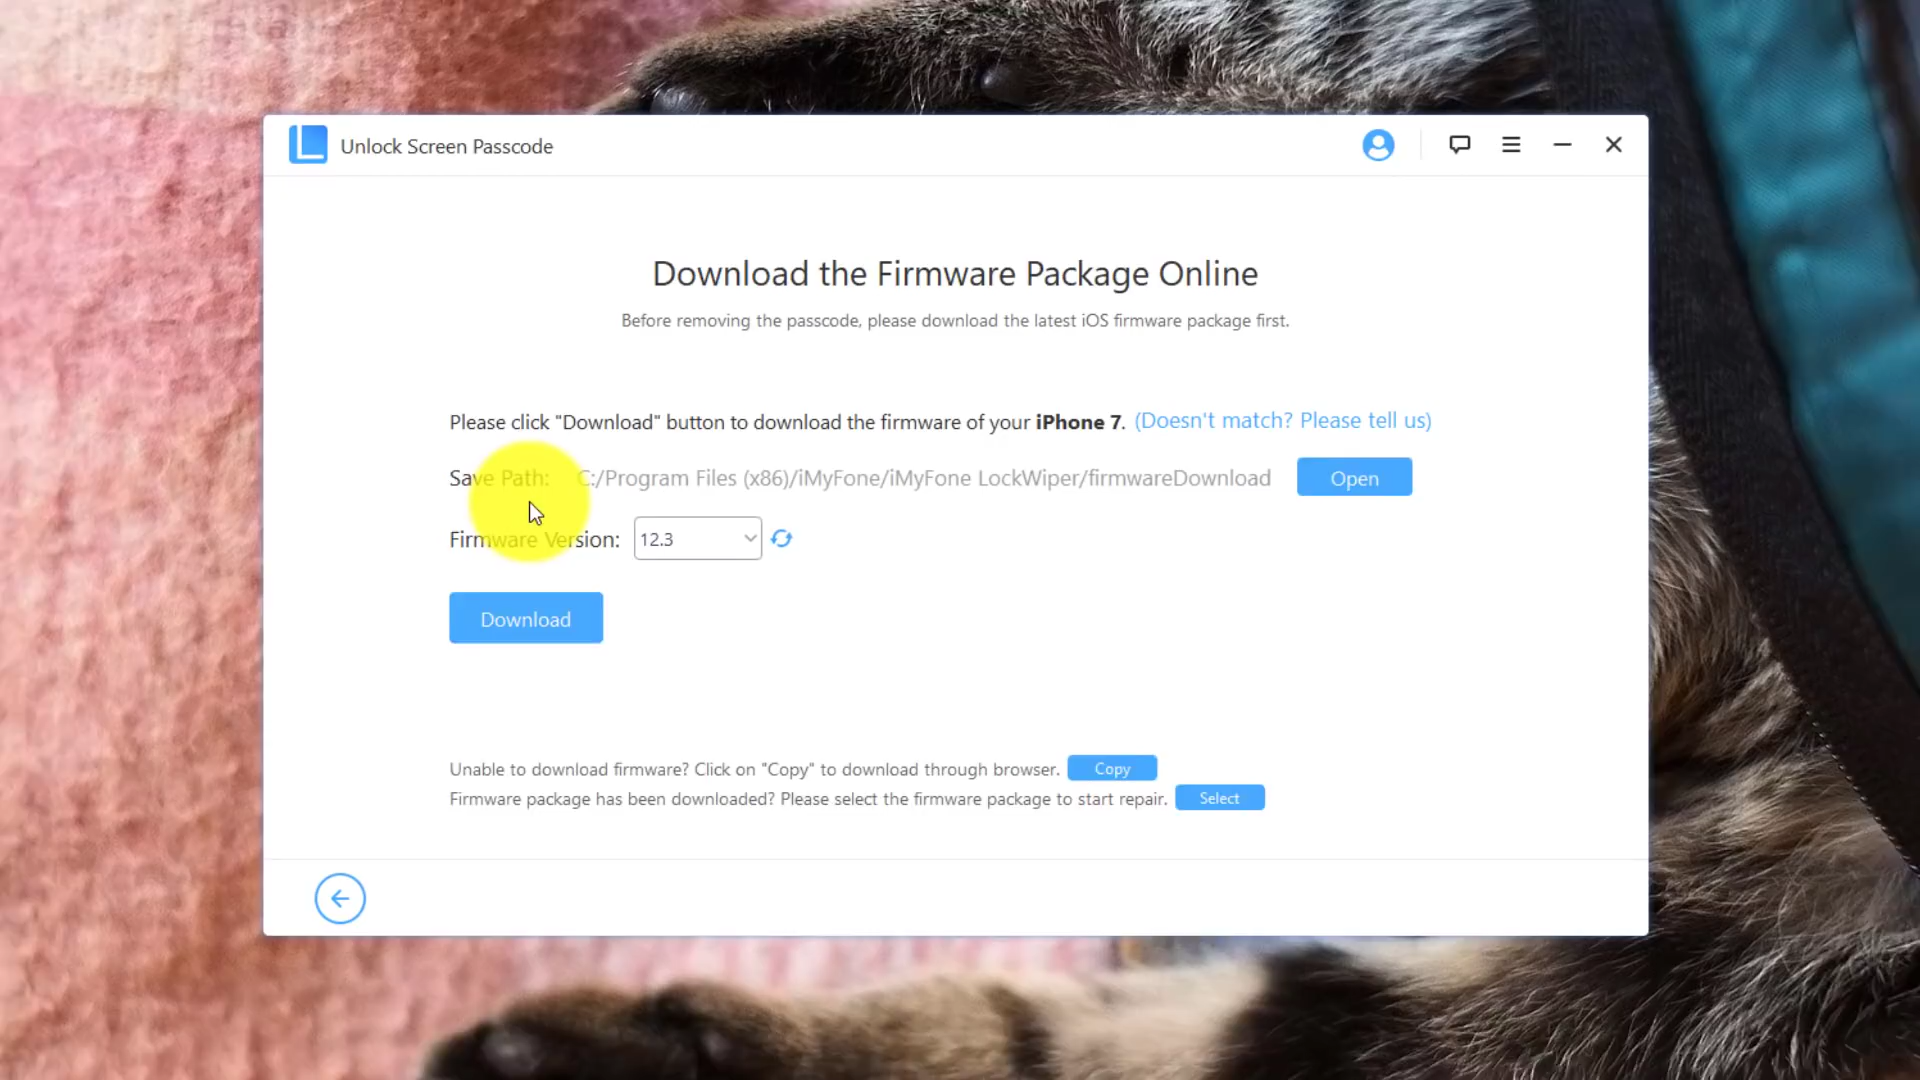 Unlock Screen Passcode
Download the Firmware Package Online
Before removing the passcode, please download the latest iOS firmware package first.
Please click "Download" button to download the firmware of your iPhone 7. (Doesn't match? Please tell us)
Save Path: C:/Program Files (x86)/iMyFone/iMyFone LockWiper/firmwareDownload Open
Firmware Version: 12.3
Download
Unable to download firmware? Click on "Copy" to download through browser. Copy
Firmware package has been downloaded? Please select the firmware package to start repair. Select